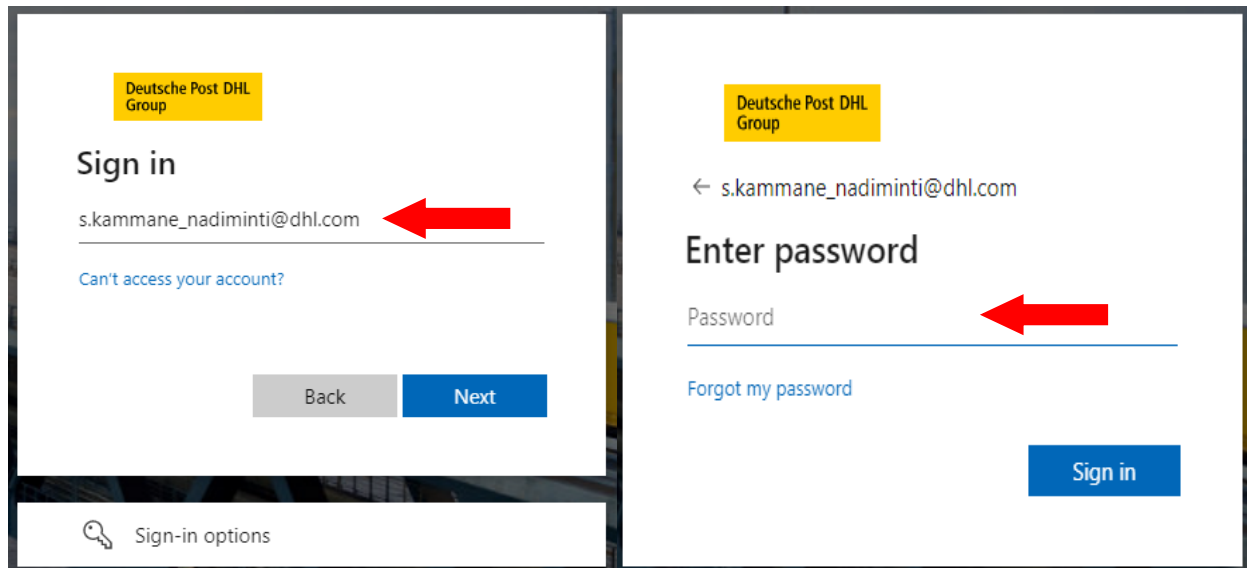 Deutsche Post DHL
Group
Sign in
s.kammane_nadiminti@dhl.com
Can't access your account?
Back Next
Sign-in options
Deutsche Post DHL
Group
← s.kammane_nadiminti@dhl.com
Enter password
Password
Forgot my password
Sign in